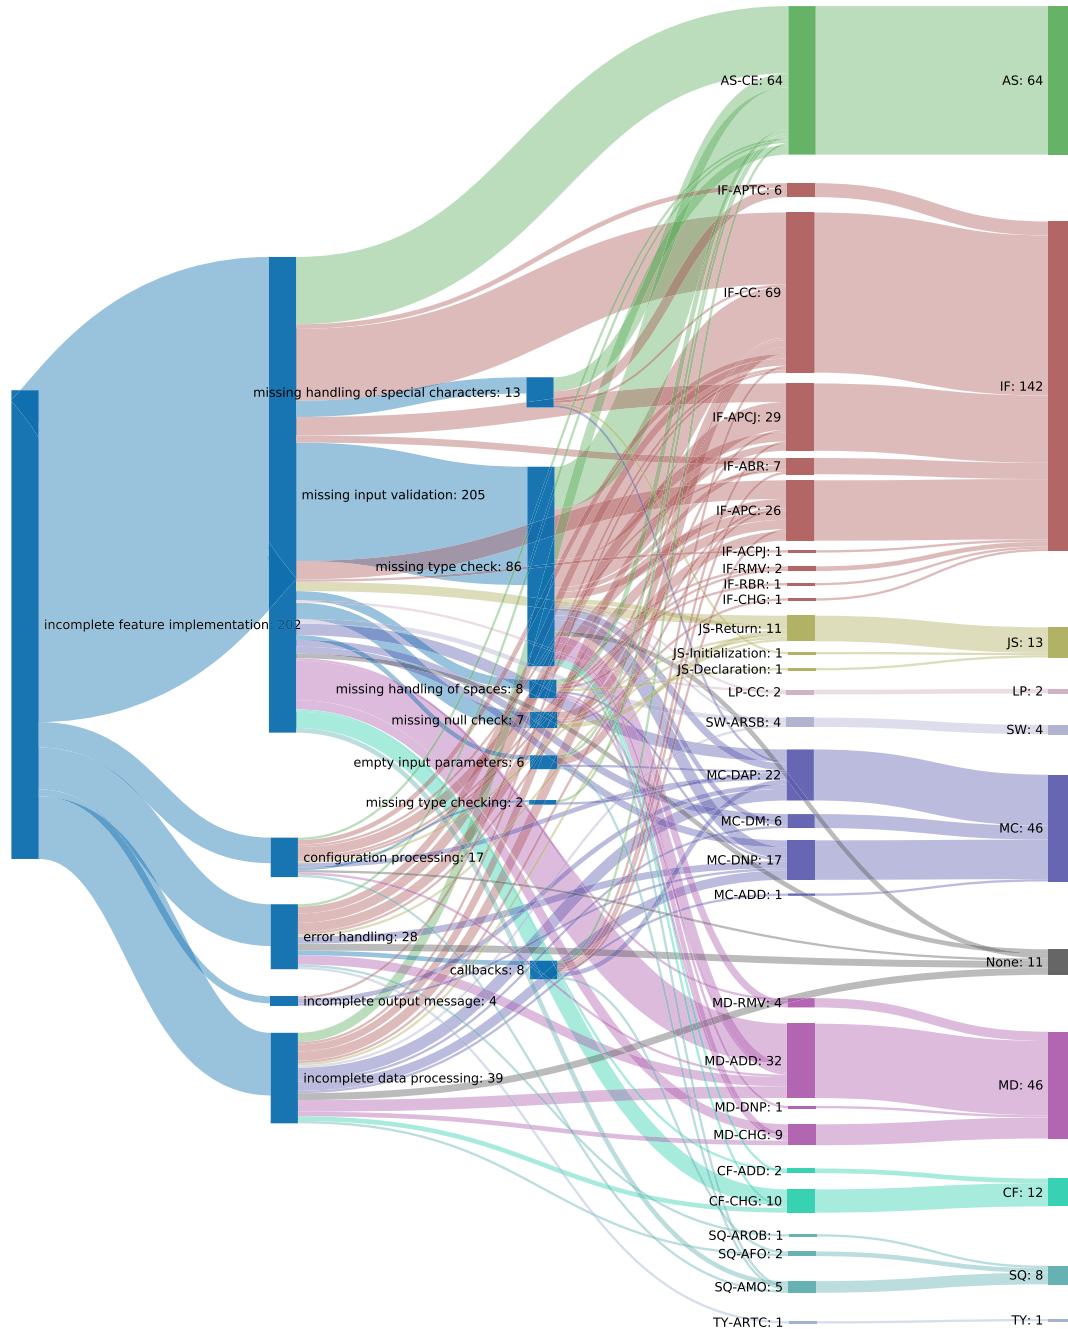 AS-CE: 64
AS: 64
IF-APTC: 6
IF-CC: 69
IF: 142
missing handling of special characters: 13
IF-APCJ: 29
IF-ABR: 7
missing input validation: 205
IF-APC: 26
IF-ACPJ: 1
missing type check: 86
IF-RMV: 2
IF-RBR: 1
IF-CHG: 1
incomplete feature implementation: 202
JS-Return: 11
JS: 13
JS-Initialization: 1
JS-Declaration: 1
missing handling of spaces: 8
LP-CC: 2
LP: 2
missing null check: 7
SW-ARSB: 4
SW: 4
empty input parameters: 6
MC-DAP: 22
missing type checking: 2
MC-DM: 6
MC: 46
configuration processing: 17
MC-DNP: 17
MC-ADD: 1
error handling: 28
None: 11
callbacks: 8
incomplete output message: 4
MD-RMV: 4
MD-ADD: 32
incomplete data processing: 39
MD: 46
MD-DNP: 1
MD-CHG: 9
CF-ADD: 2
CF: 12
CF-CHG: 10
SQ-AROB: 1
SQ-AFO: 2
SQ: 8
SQ-AMO: 5
TY-ARTC: 1
TY: 1